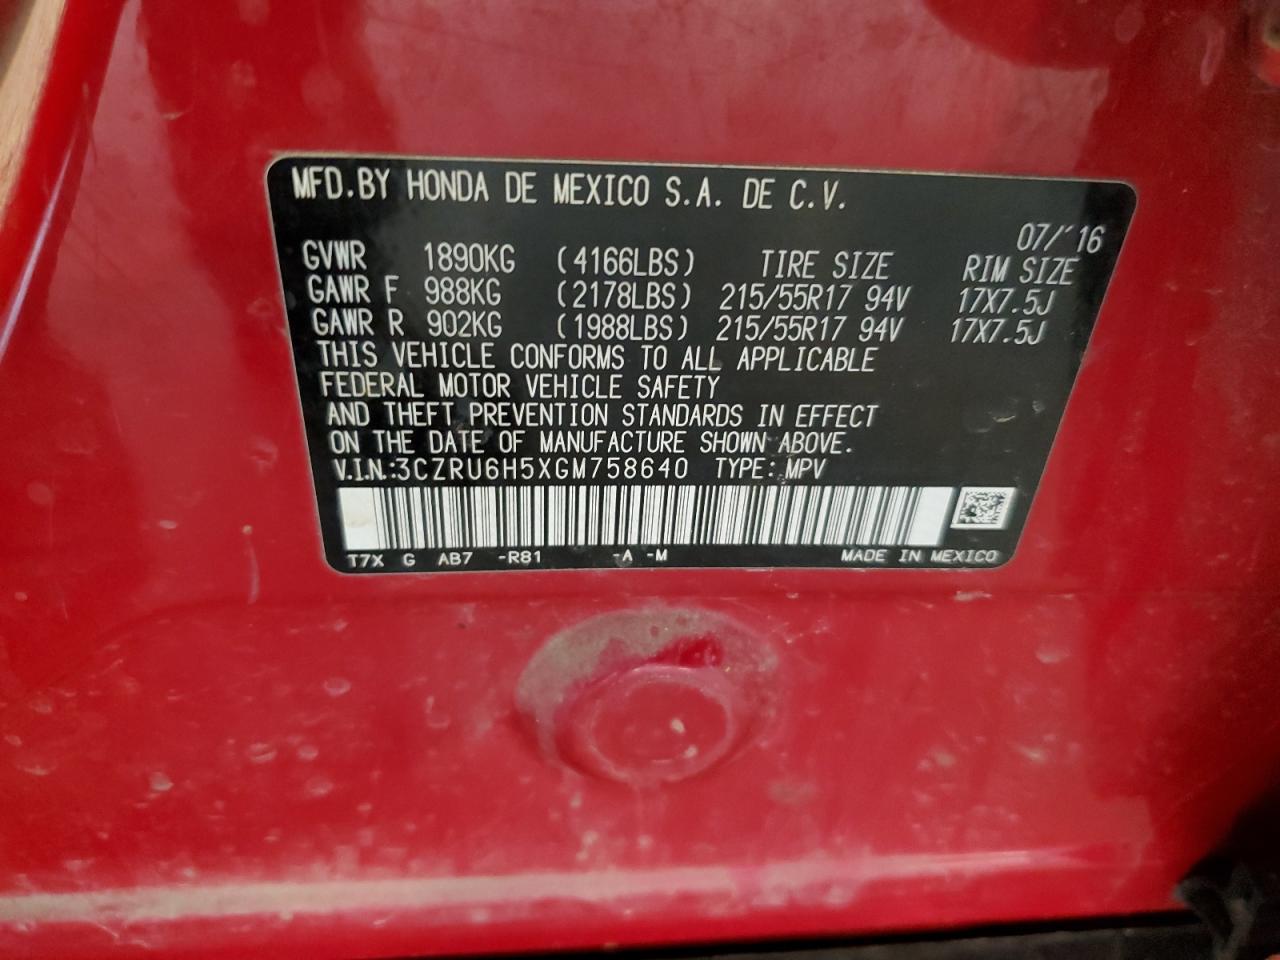 MFD.BY HONDA DE MEXICO S.A. DE C.V.
07/'16
GVWR 1890KG (4166LBS) TIRE SIZE RIM SIZE
GAWR F 988KG (2178LBS) 215/55R17 94V 17X7.5J
GAWR R 902KG (1988LBS) 215/55R17 94V 17X7.5J
THIS VEHICLE CONFORMS TO ALL APPLICABLE
FEDERAL MOTOR VEHICLE SAFETY
AND THEFT PREVENTION STANDARDS IN EFFECT
ON THE DATE OF MANUFACTURE SHOWN ABOVE.
V.I.N.:3CZRU6H5XGM758640 TYPE: MPV
T7X G AB7 -R81 -A -M MADE IN MEXICO